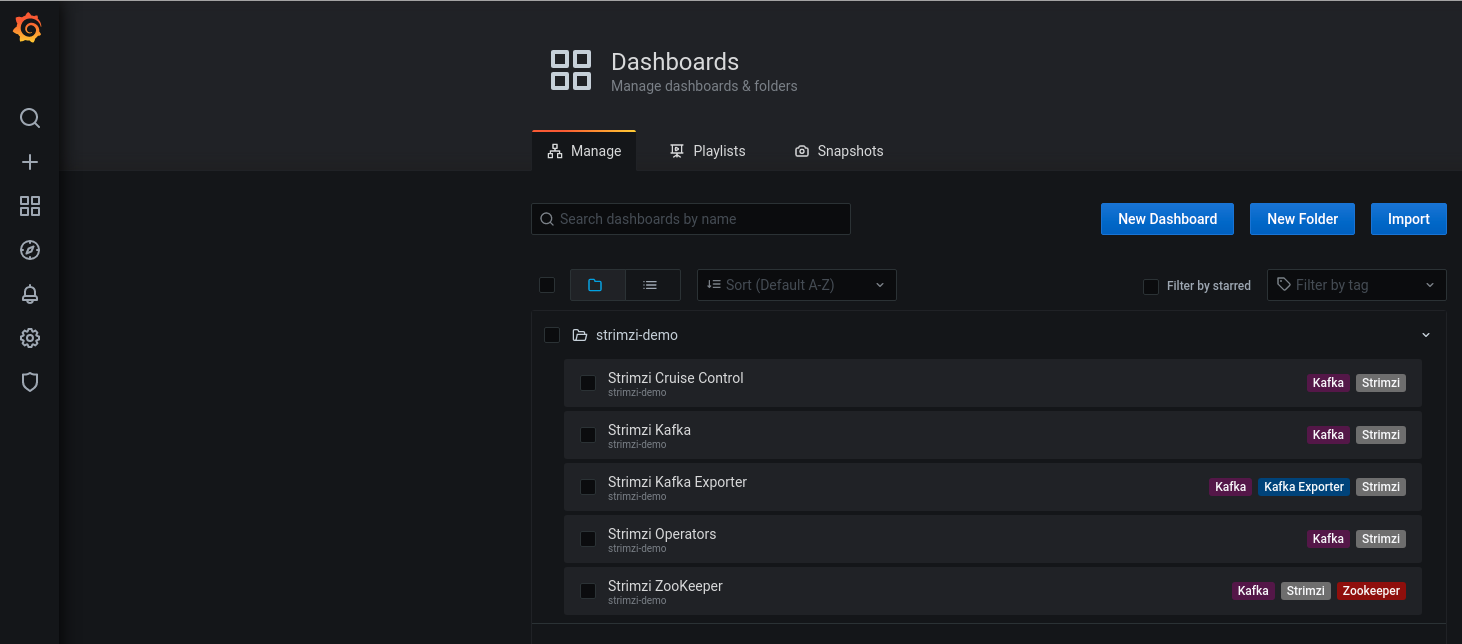 Dashboards
Manage dashboards & folders
Manage Playlists Snapshots
Search dashboards by name New Dashboard New Folder Import
Sort (Default A-Z) Filter by starred Filter by tag
strimzi-demo
Strimzi Cruise Control Kafka Strimzi
strimzi-demo
Strimzi Kafka Kafka Strimzi
strimzi-demo
Strimzi Kafka Exporter Kafka Kafka Exporter Strimzi
strimzi-demo
Strimzi Operators Kafka Strimzi
strimzi-demo
Strimzi ZooKeeper Kafka Strimzi Zookeeper
strimzi-demo